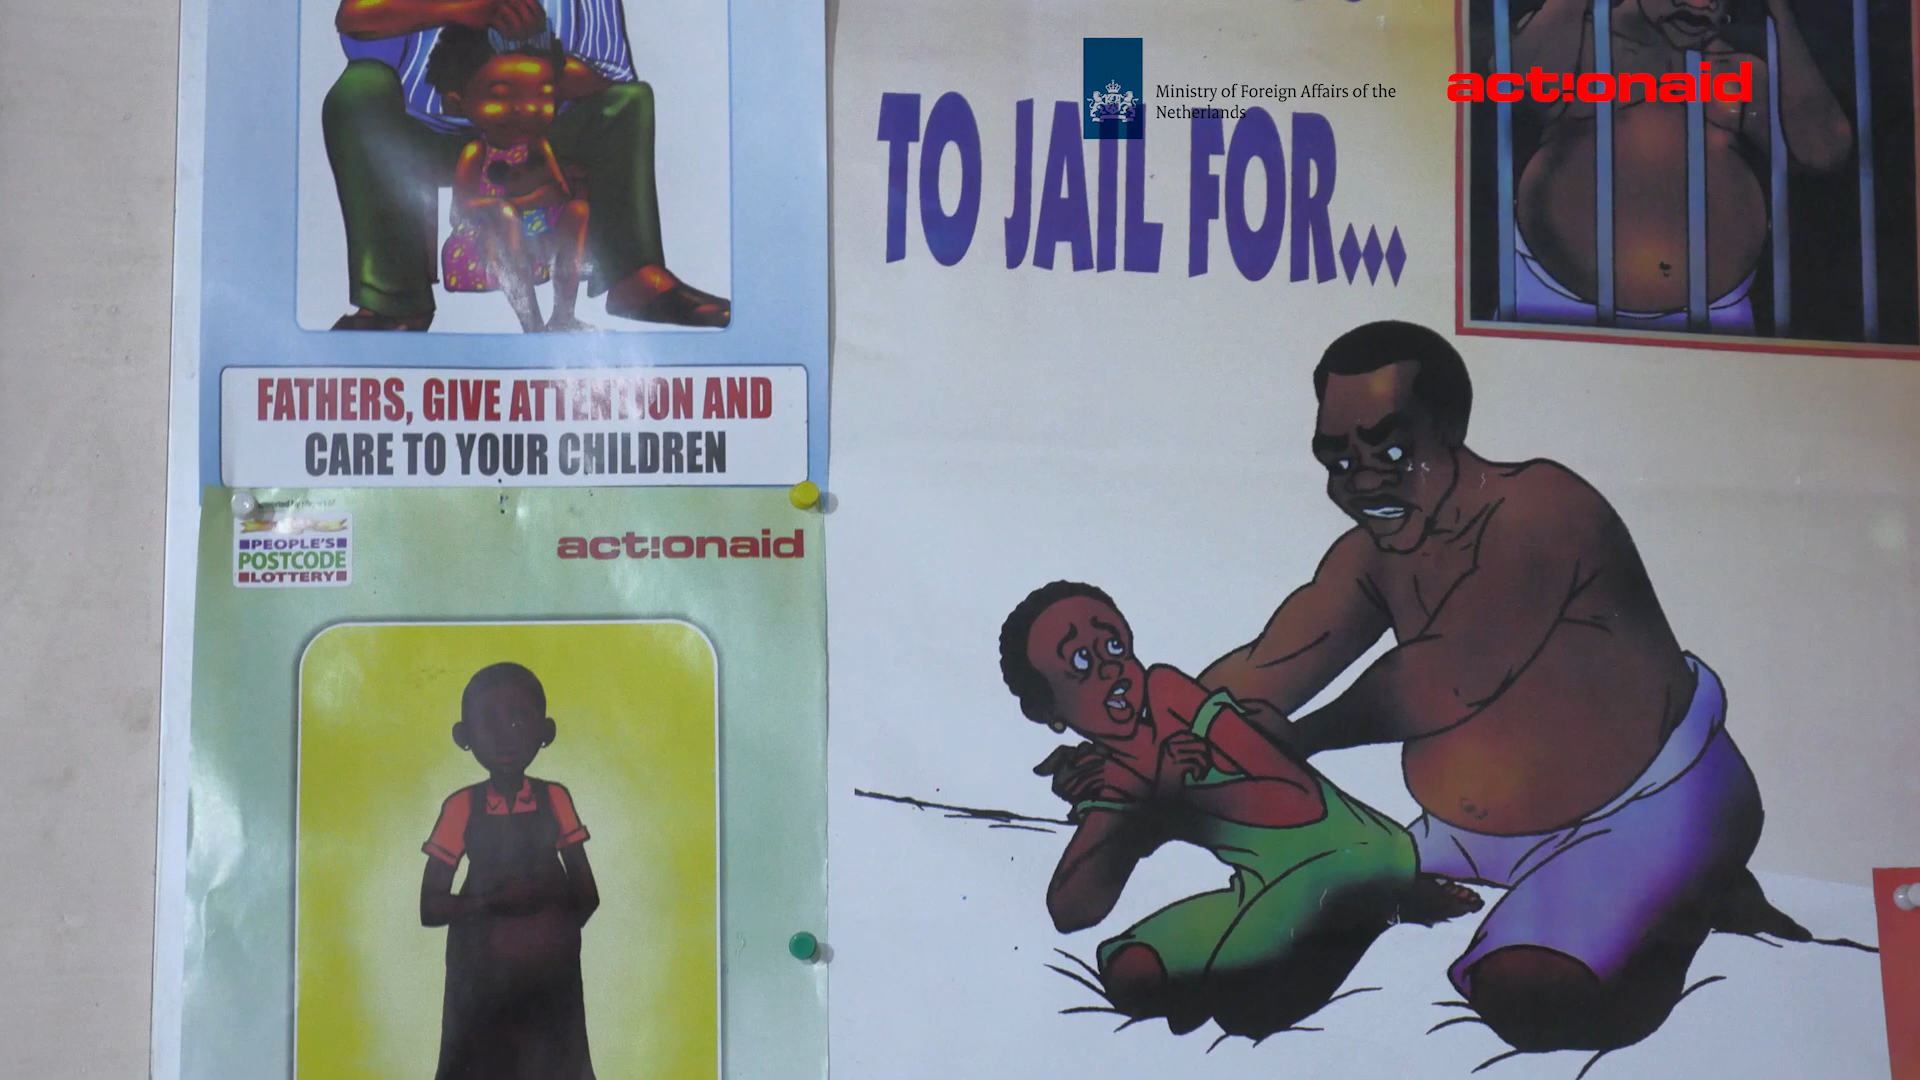 FATHERS, GIVE ATTENTION AND
CARE TO YOUR CHILDREN
PEOPLE'S
POSTCODE
LOTTERY
act!onaid
TO JAIL FOR...
Ministry of Foreign Affairs of the
Netherlands
act!onaid